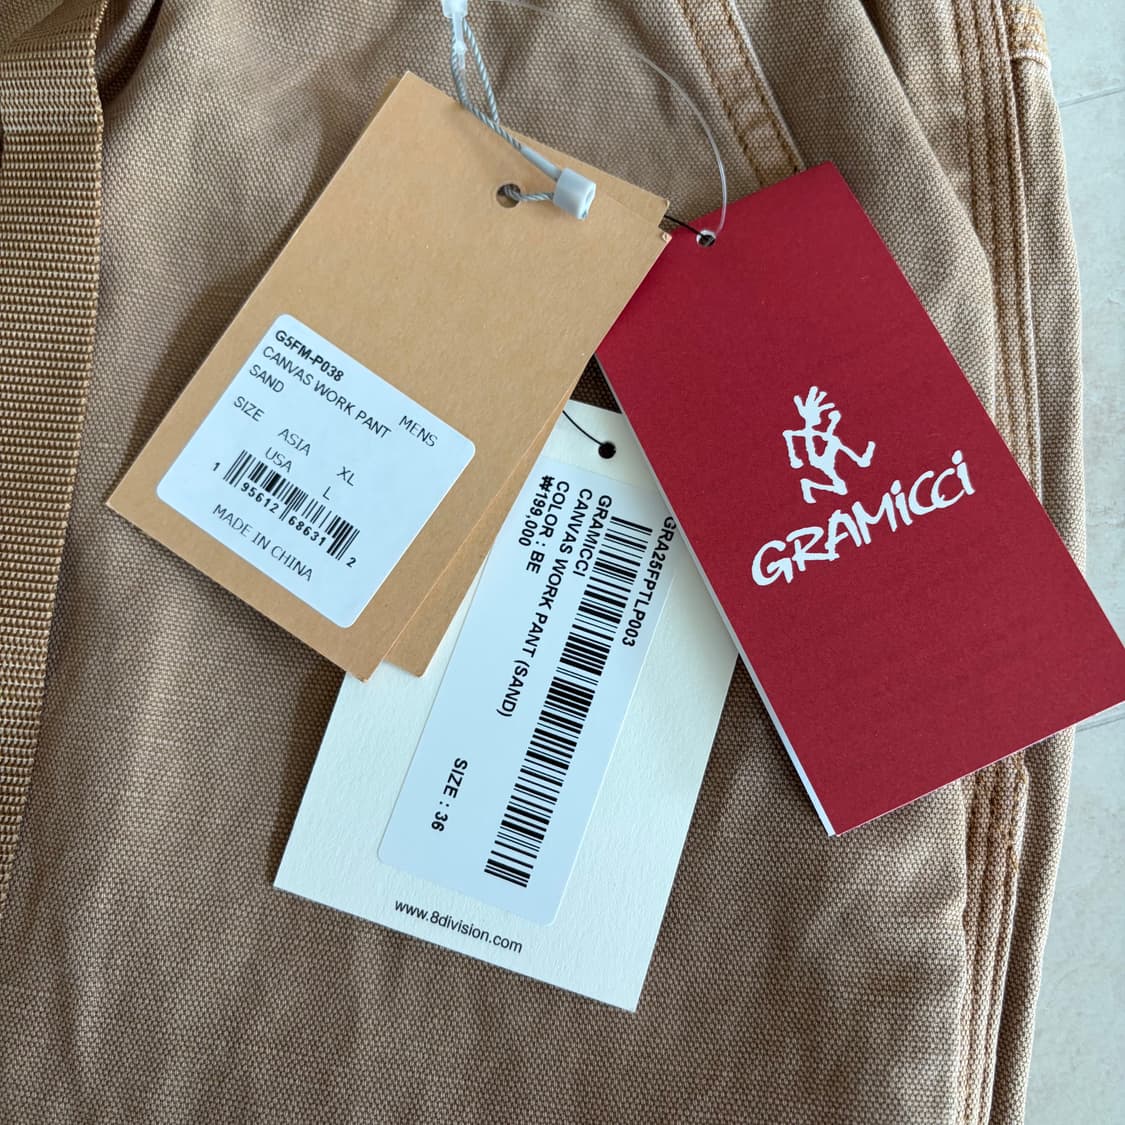 G5FM-P038
CANVAS WORK PANT MENS
SAND
SIZE
ASIA XL
USA L
1 95612 68631 2
MADE IN CHINA
GRA25FPTLP003
GRAMICCI
CANVAS WORK PANT (SAND)
COLOR : BE SIZE : 36
₩199,000
www.8division.com
GRAMiCCi